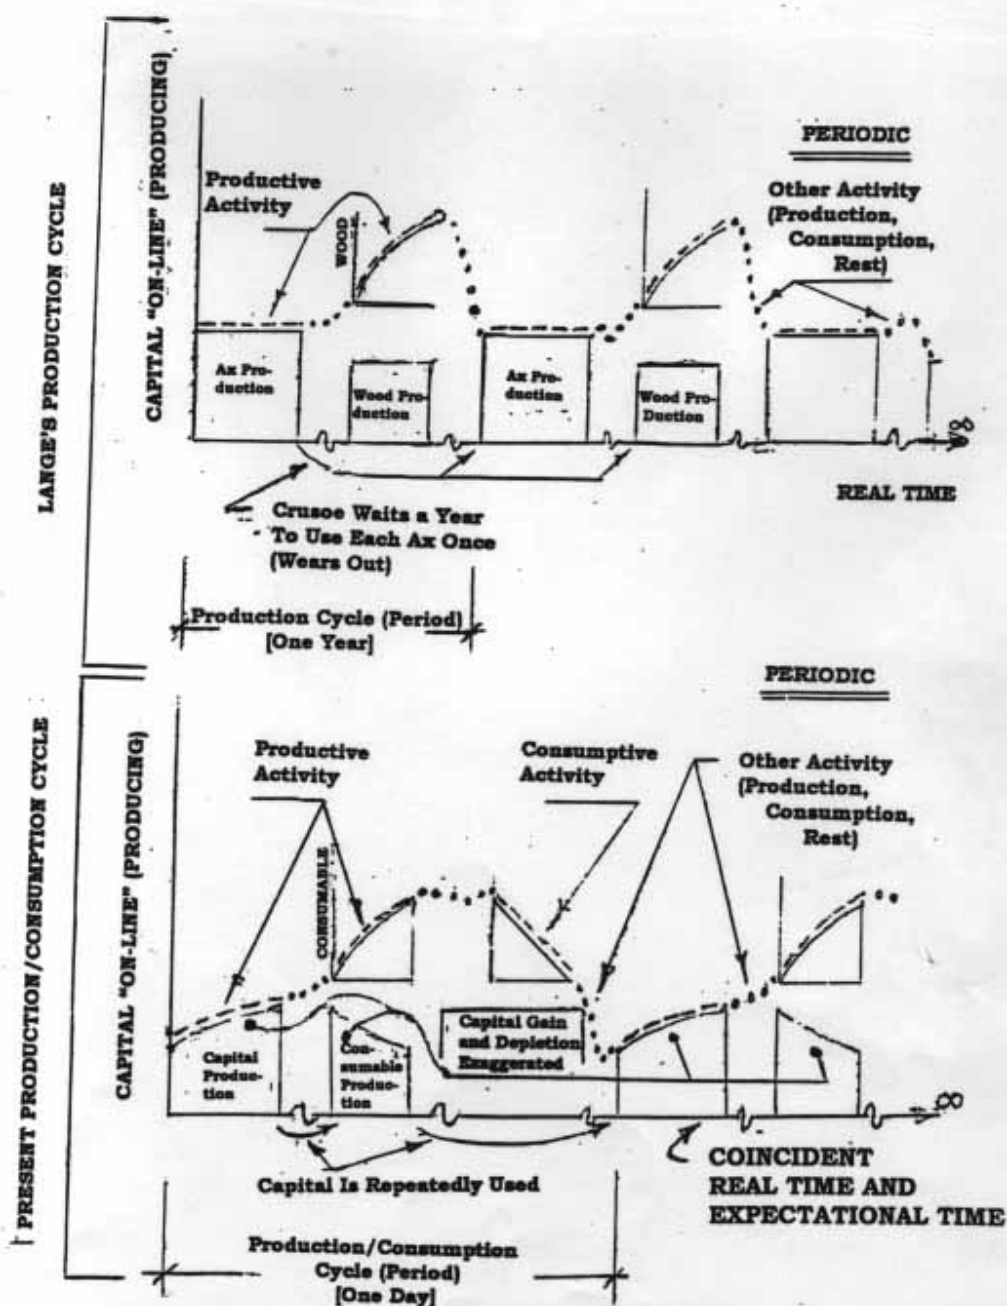 LANGE'S PRODUCTION CYCLE
CAPITAL "ON-LINE" (PRODUCING)
PERIODIC
Productive
Activity
WOOD
Other Activity
(Production,
Consumption,
Rest)
Ax Pro-
duction
Wood Pro-
duction
Ax Pro-
duction
Wood Pro-
Duction
∞
REAL TIME
Crusoe Waits a Year
To Use Each Ax Once
(Wears Out)
Production Cycle (Period)
[One Year]
PRESENT PRODUCTION/CONSUMPTION CYCLE
CAPITAL "ON-LINE" (PRODUCING)
PERIODIC
Productive
Activity
Consumptive
Activity
Other Activity
(Production,
Consumption,
Rest)
CONSUMABLE
Capital
Produc-
tion
Con-
sumable
Produc-
tion
Capital Gain
and Depletion
Exaggerated
∞
Capital Is Repeatedly Used
COINCIDENT
REAL TIME AND
EXPECTATIONAL TIME
Production/Consumption
Cycle (Period)
[One Day]